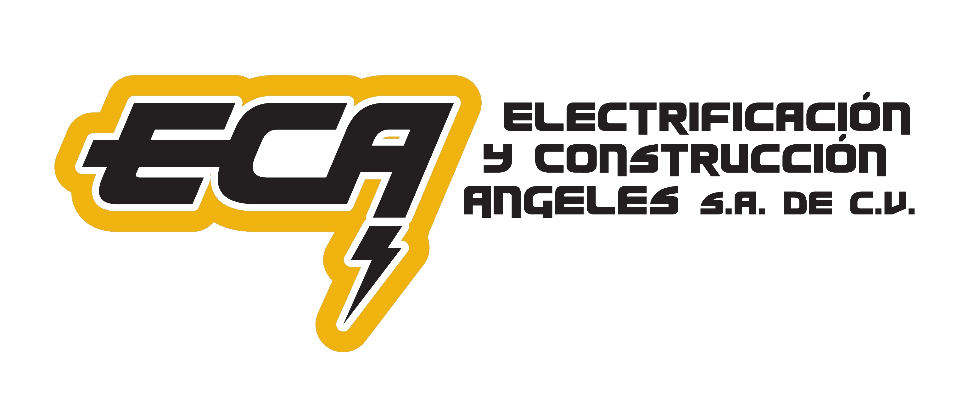 ECA
ELECTRIFICACIÓN
Y CONSTRUCCIÓN
ANGELES S.A. DE C.V.